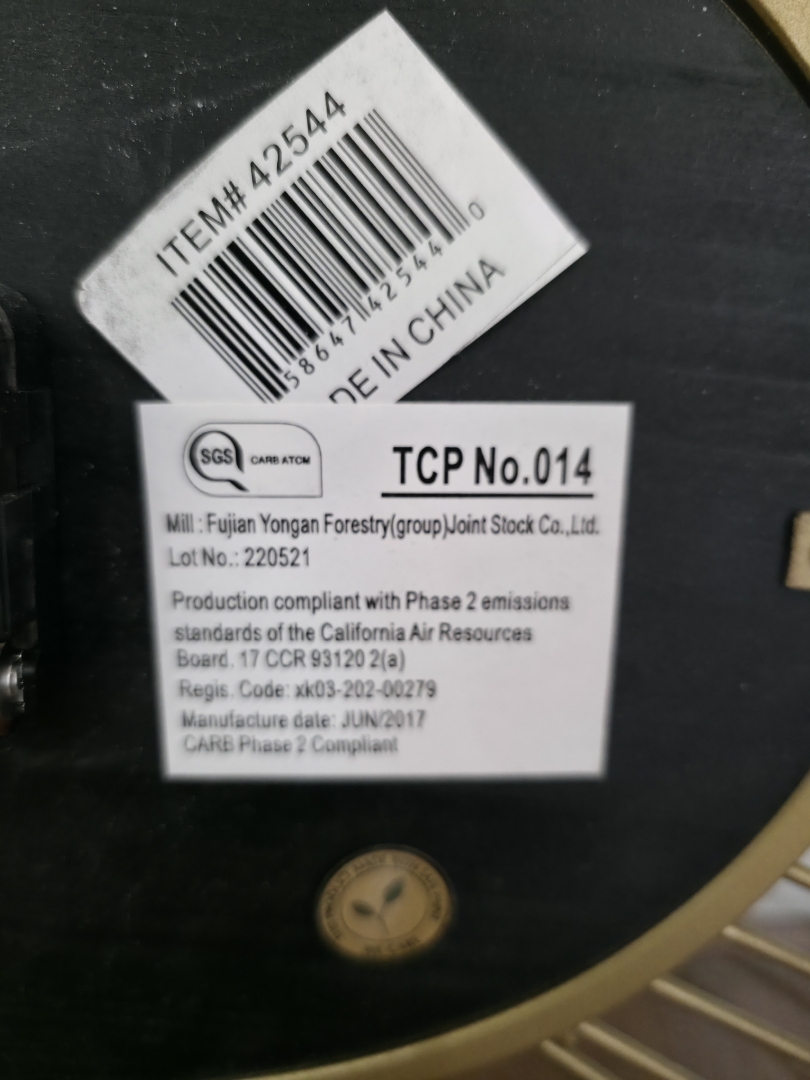 ITEM# 42544
58647 42544 0
DE IN CHINA
SGS CARB ATCM
TCP No.014
Mill : Fujian Yongan Forestry(group)Joint Stock Co.,Ltd.
Lot No.: 220521
Production compliant with Phase 2 emissions
standards of the California Air Resources
Board. 17 CCR 93120 2(a)
Regis. Code: xk03-202-00279
Manufacture date: JUN/2017
CARB Phase 2 Compliant